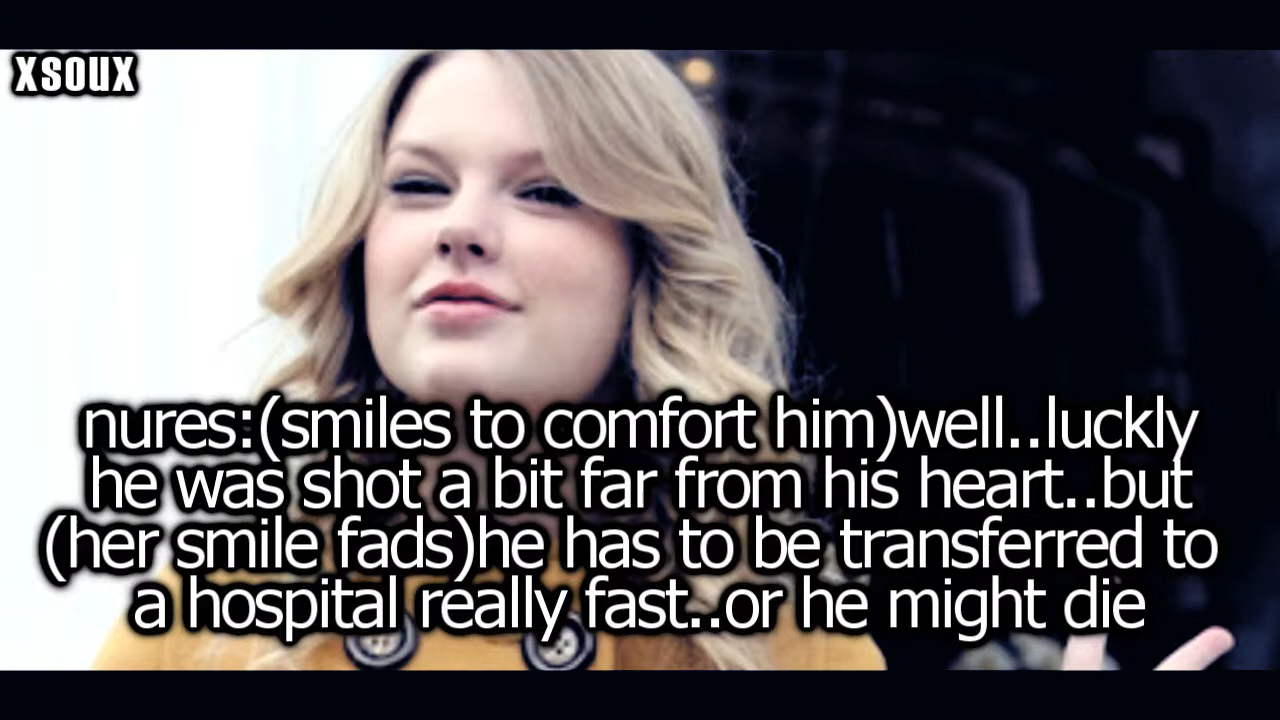 XSOUX
nures:(smiles to comfort him)well..luckly
he was shot a bit far from his heart..but
(her smile fads)he has to be transferred to
a hospital really fast..or he might die